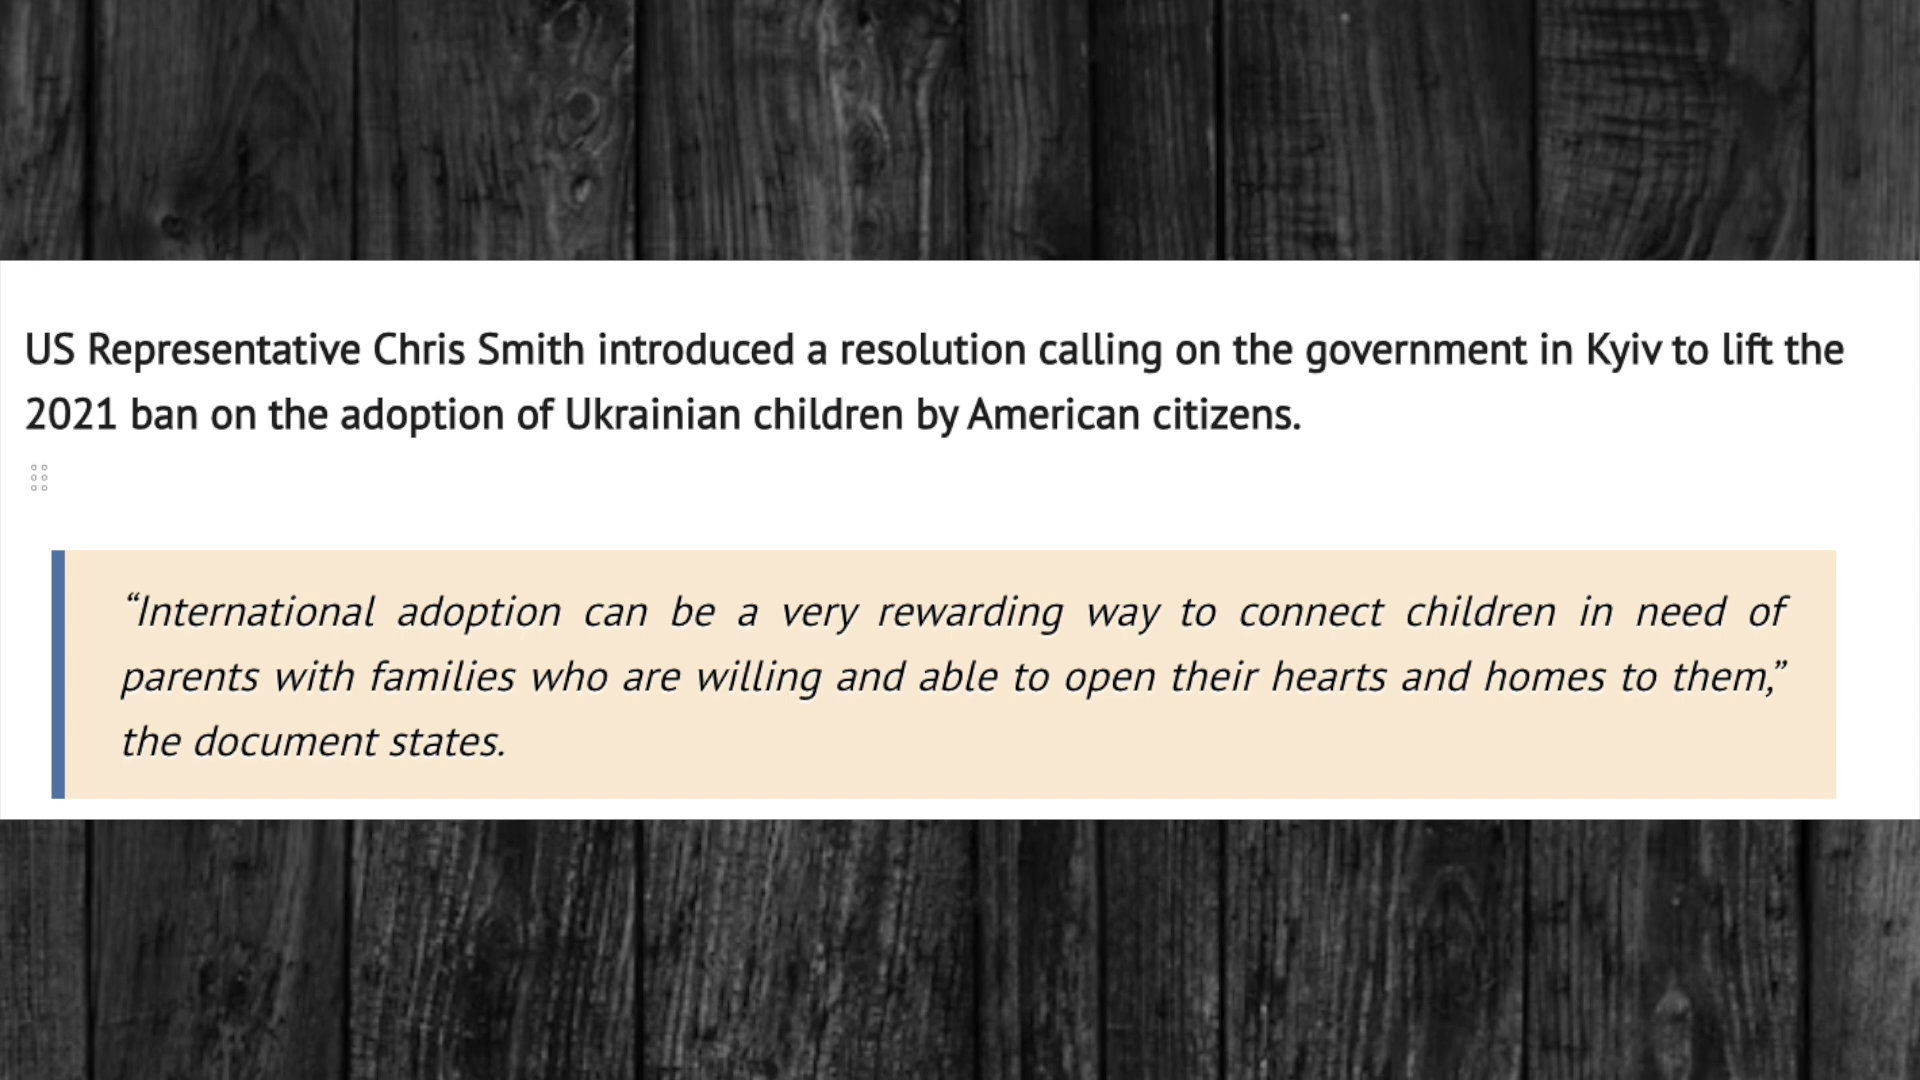 US Representative Chris Smith introduced a resolution calling on the government in Kyiv to lift the
2021 ban on the adoption of Ukrainian children by American citizens.
“International adoption can be a very rewarding way to connect children in need of
parents with families who are willing and able to open their hearts and homes to them,”
the document states.